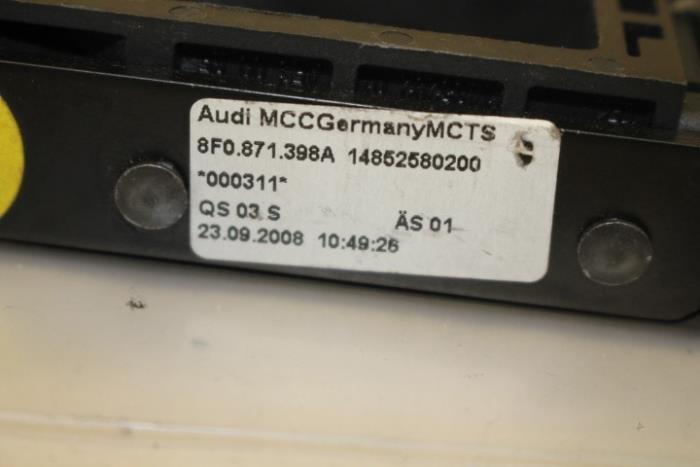 Audi MCCGermanyMCTS
8F0.871.398A 14852580200
*000311*
QS 03 S ÄS 01
23.09.2008 10:49:26